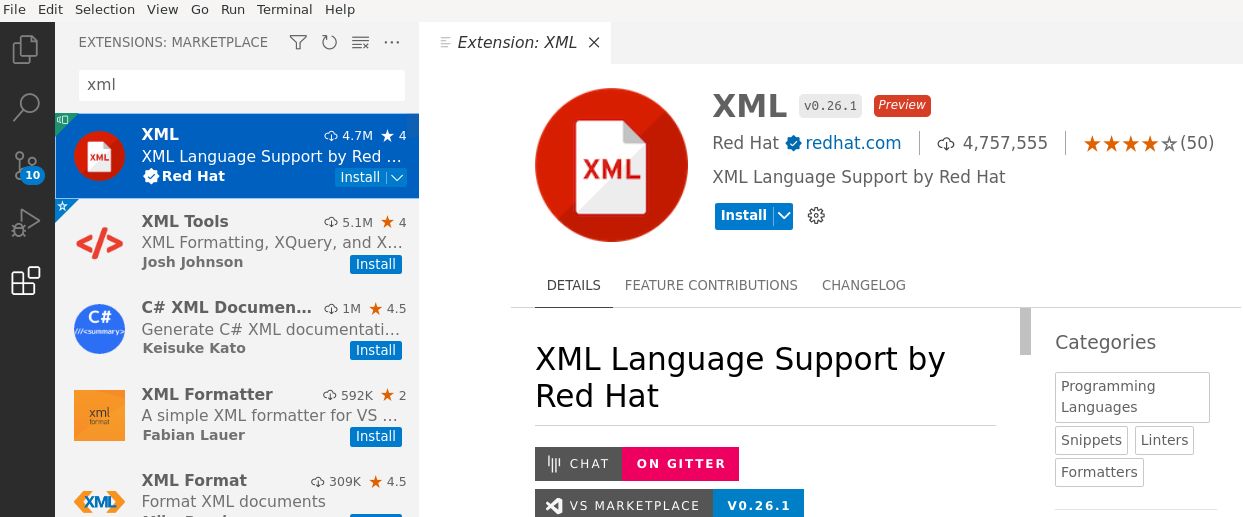 File Edit Selection View Go Run Terminal Help
EXTENSIONS: MARKETPLACE
xml
10
XML 4.7M 4
XML Language Support by Red ...
Red Hat Install
XML Tools 5.1M 4
XML Formatting, XQuery, and X...
Josh Johnson Install
C#
///<summary>
C# XML Documen... 1M 4.5
Generate C# XML documentati...
Keisuke Kato Install
xml
format
XML Formatter 592K 2
A simple XML formatter for VS ...
Fabian Lauer Install
XML
XML Format 309K 4.5
Format XML documents
Extension: XML
XML
XML v0.26.1 Preview
Red Hat redhat.com 4,757,555 (50)
XML Language Support by Red Hat
Install
DETAILS FEATURE CONTRIBUTIONS CHANGELOG
XML Language Support by
Red Hat
CHAT ON GITTER
VS MARKETPLACE V0.26.1
Categories
Programming
Languages
Snippets Linters
Formatters